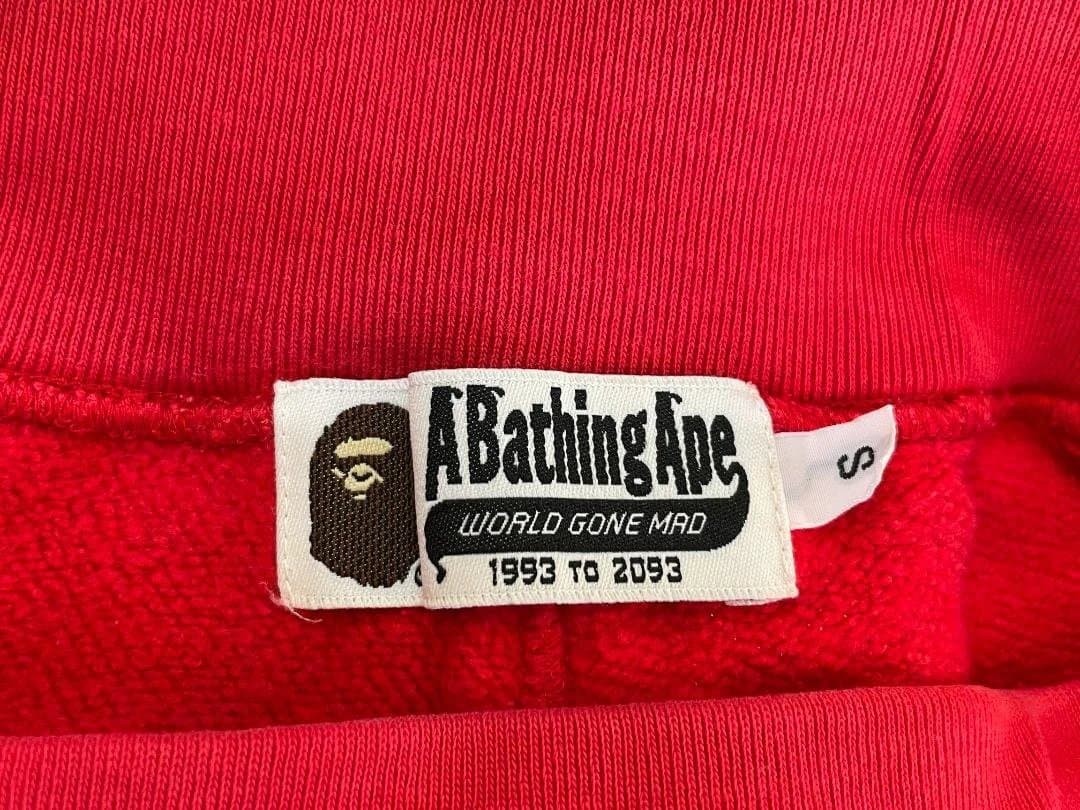 A Bathing Ape
WORLD GONE MAD
1993 TO 2093
S